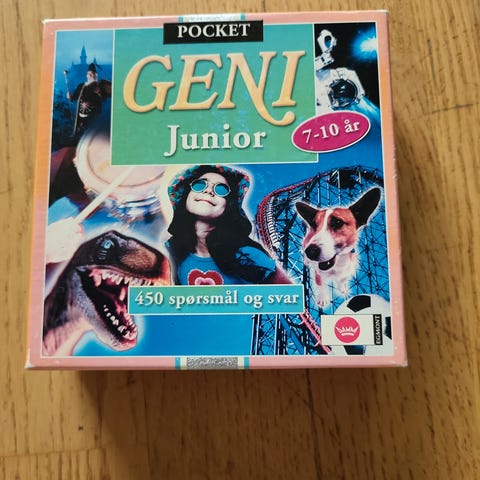 POCKET
GENI
Junior
7-10 år
450 spørsmål og svar
EGMONT